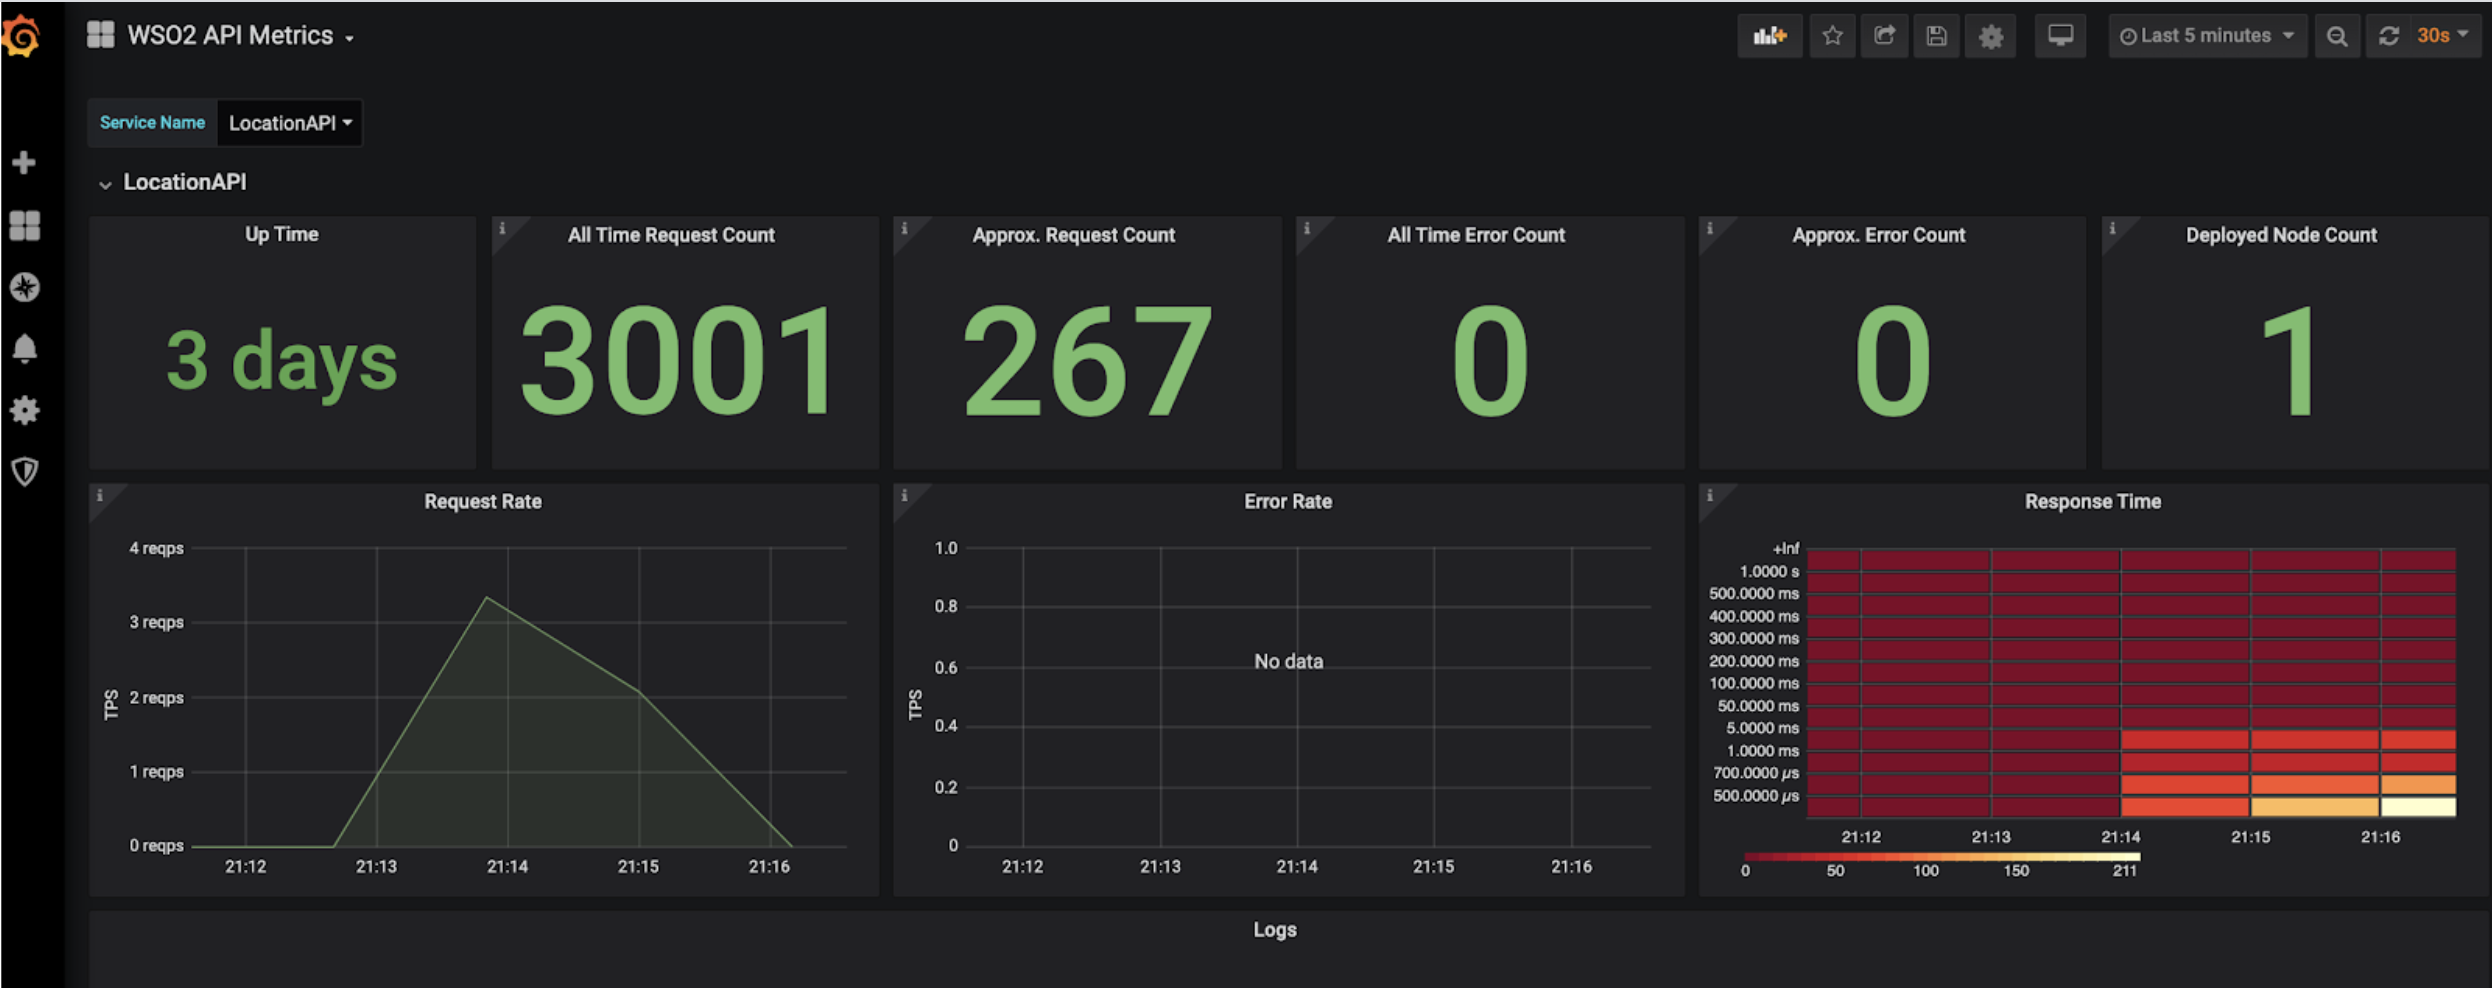 WSO2 API Metrics
Last 5 minutes
30s
Service Name
LocationAPI
LocationAPI
Up Time
3 days
All Time Request Count
3001
Approx. Request Count
267
All Time Error Count
0
Approx. Error Count
0
Deployed Node Count
1
Request Rate
TPS
4 reqps
3 reqps
2 reqps
1 reqps
0 reqps
21:12 21:13 21:14 21:15 21:16
Error Rate
TPS
1.0
0.8
0.6
0.4
0.2
0
No data
21:12 21:13 21:14 21:15 21:16
Response Time
+Inf
1.0000 s
500.0000 ms
400.0000 ms
300.0000 ms
200.0000 ms
100.0000 ms
50.0000 ms
5.0000 ms
1.0000 ms
700.0000 µs
500.0000 µs
21:12 21:13 21:14 21:15 21:16
0 50 100 150 211
Logs